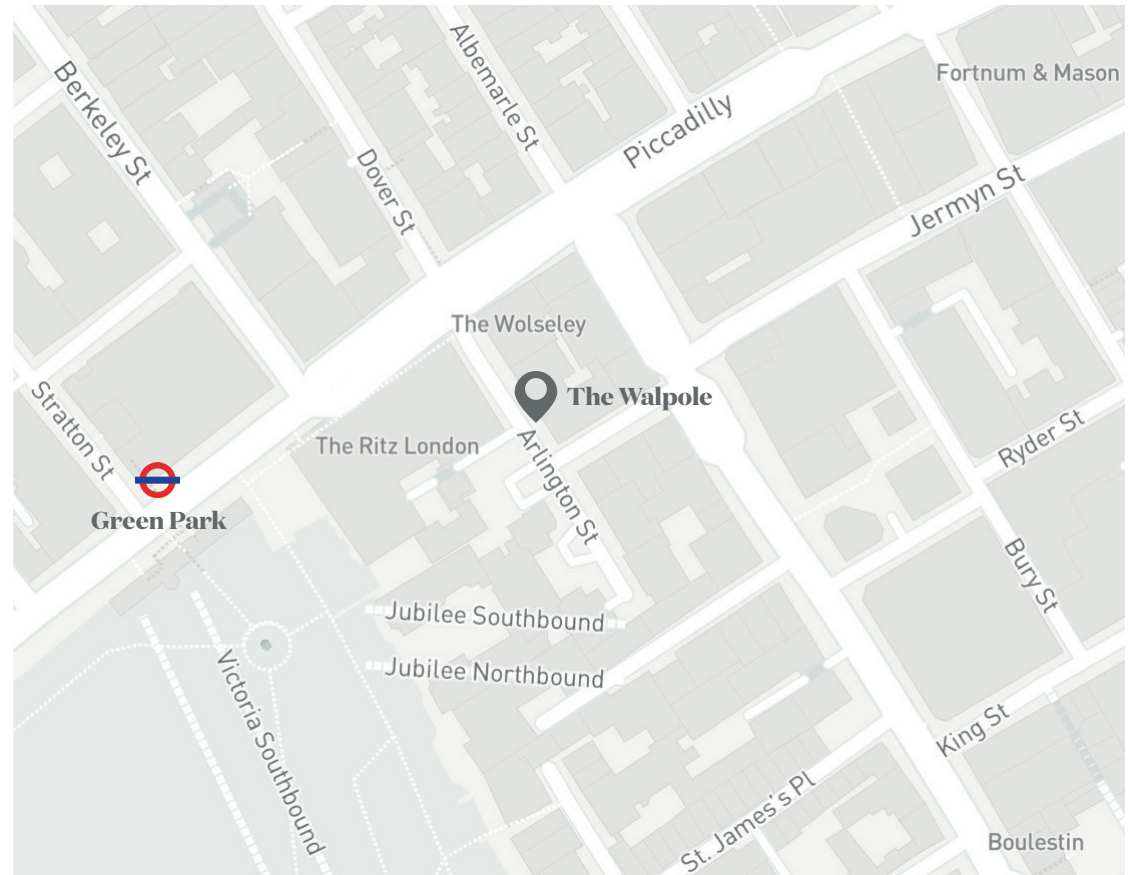 Albemarle St
Fortnum & Mason
Berkeley St
Piccadilly
Dover St
Jermyn St
The Wolseley
The Walpole
Stratton St
The Ritz London
Arlington St
Ryder St
Green Park
Bury St
Jubilee Southbound
Jubilee Northbound
Victoria Southbound
King St
St. James's Pl
Boulestin